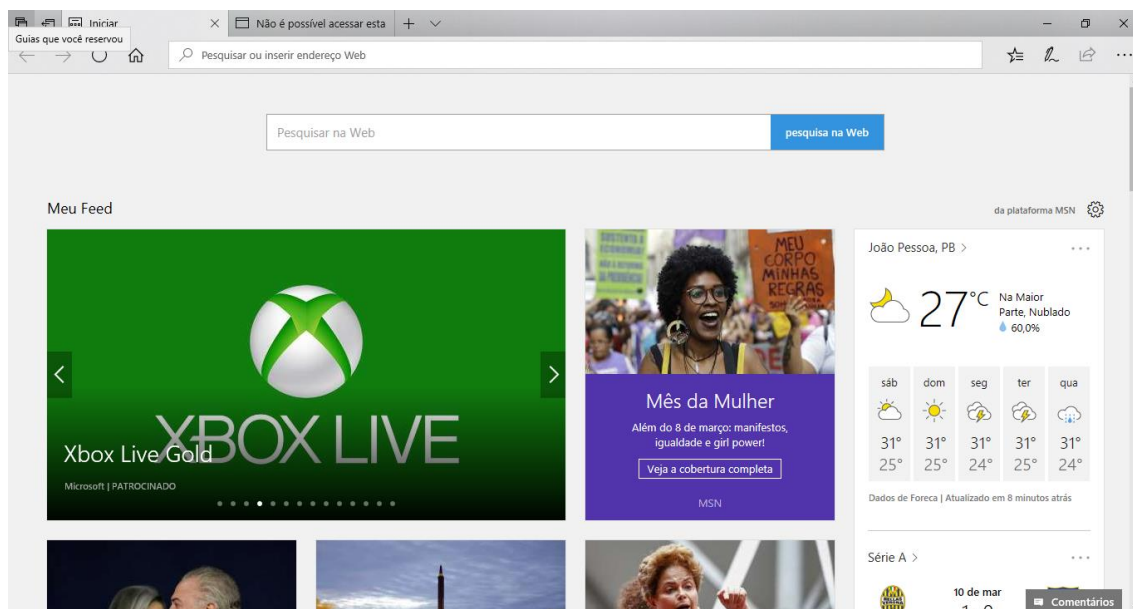 Iniciar
Não é possível acessar esta
Guias que você reservou
Pesquisar ou inserir endereço Web
Pesquisar na Web
pesquisa na Web
Meu Feed
da plataforma MSN
XBOX LIVE
Xbox Live Gold
Microsoft | PATROCINADO
MEU
CORPO
MINHAS
REGRAS
Mês da Mulher
Além do 8 de março: manifestos,
igualdade e girl power!
Veja a cobertura completa
MSN
João Pessoa, PB >
27°C
Na Maior
Parte, Nublado
60,0%
sáb dom seg ter qua
31° 31° 31° 31° 31°
25° 25° 24° 25° 24°
Dados de Foreca | Atualizado em 8 minutos atrás
Série A >
10 de mar
Comentários